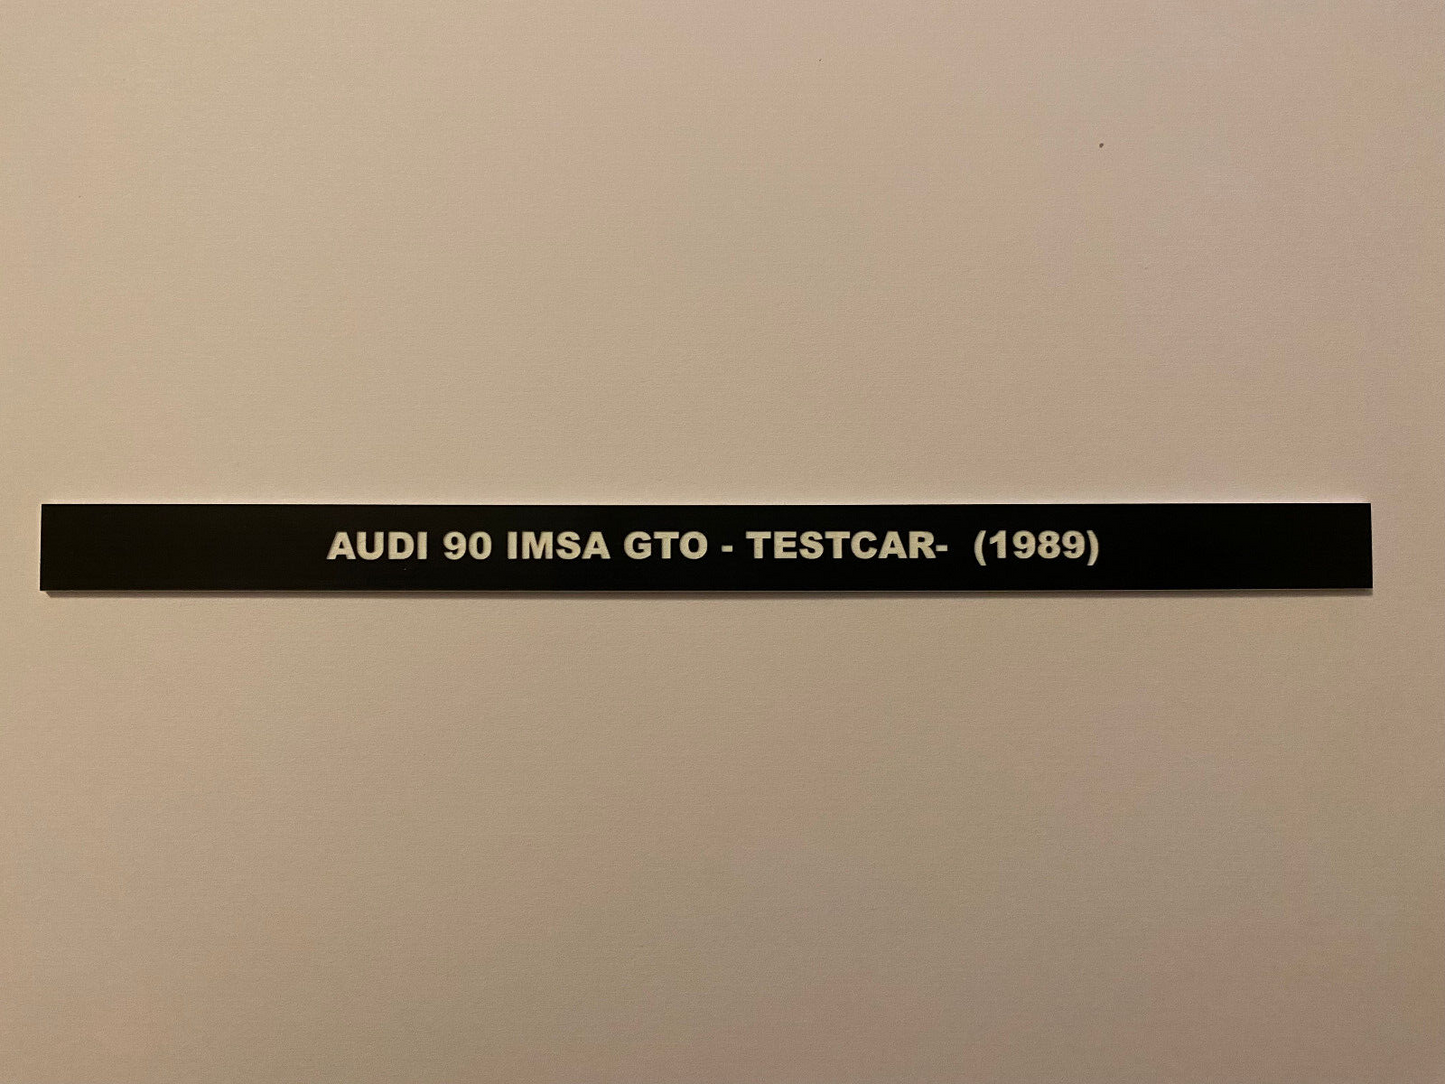 AUDI 90 IMSA GTO - TESTCAR-  (1989)